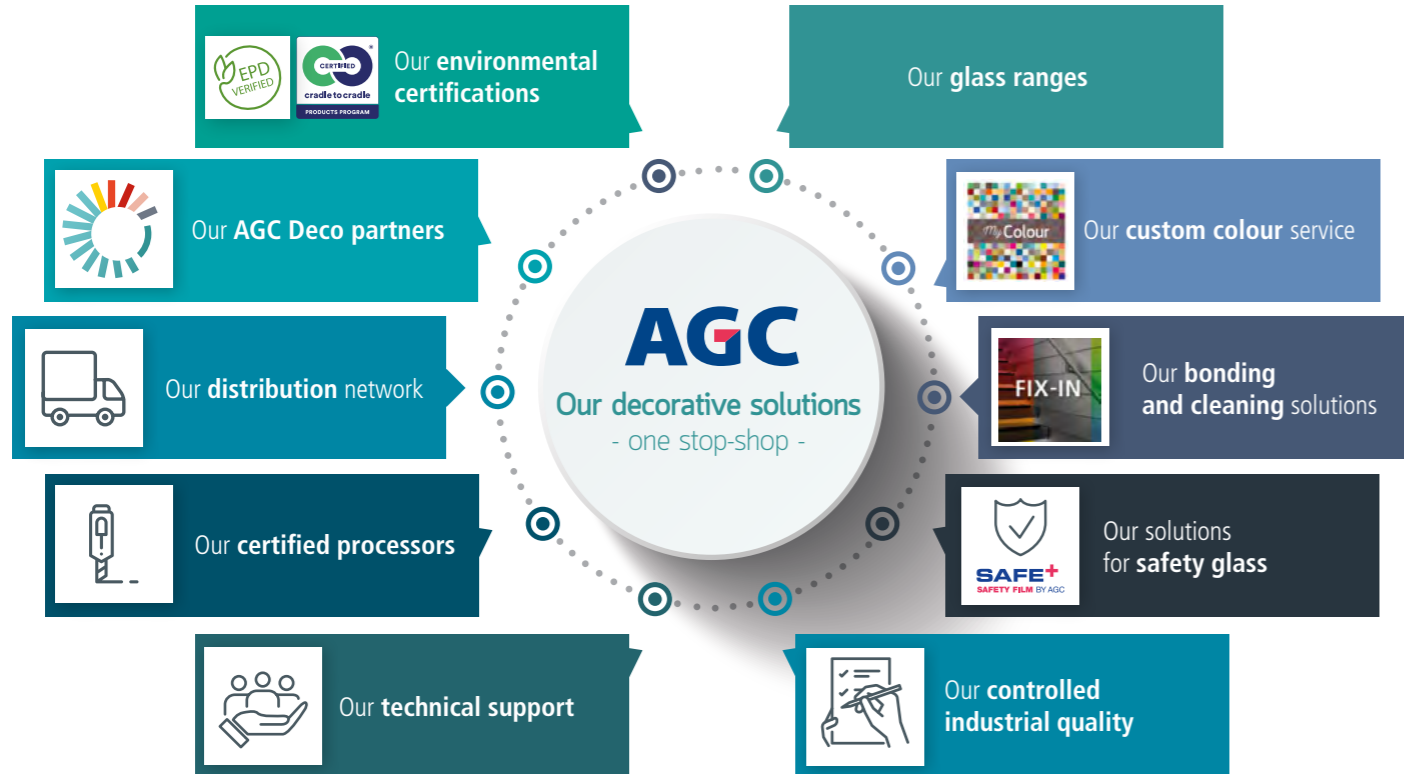 EPD
VERIFIED
CERTIFIED
cradletocradle
PRODUCTS PROGRAM
Our environmental
certifications
Our glass ranges
Our AGC Deco partners
My Colour
Our custom colour service
Our distribution network
AGC
Our decorative solutions
- one stop-shop -
FIX-IN
Our bonding
and cleaning solutions
Our certified processors
SAFE+
SAFETY FILM BY AGC
Our solutions
for safety glass
Our technical support
Our controlled
industrial quality